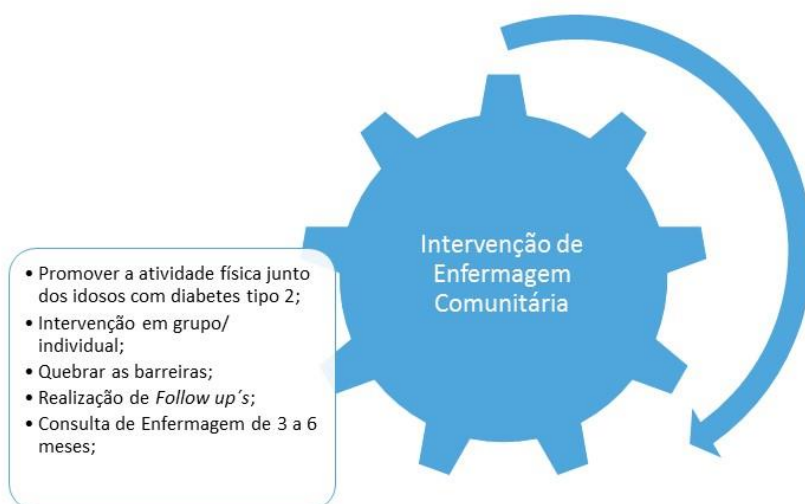 Intervenção de
Enfermagem
Comunitária
• Promover a atividade física junto
dos idosos com diabetes tipo 2;
• Intervenção em grupo/
individual;
• Quebrar as barreiras;
• Realização de Follow up´s;
• Consulta de Enfermagem de 3 a 6
meses;